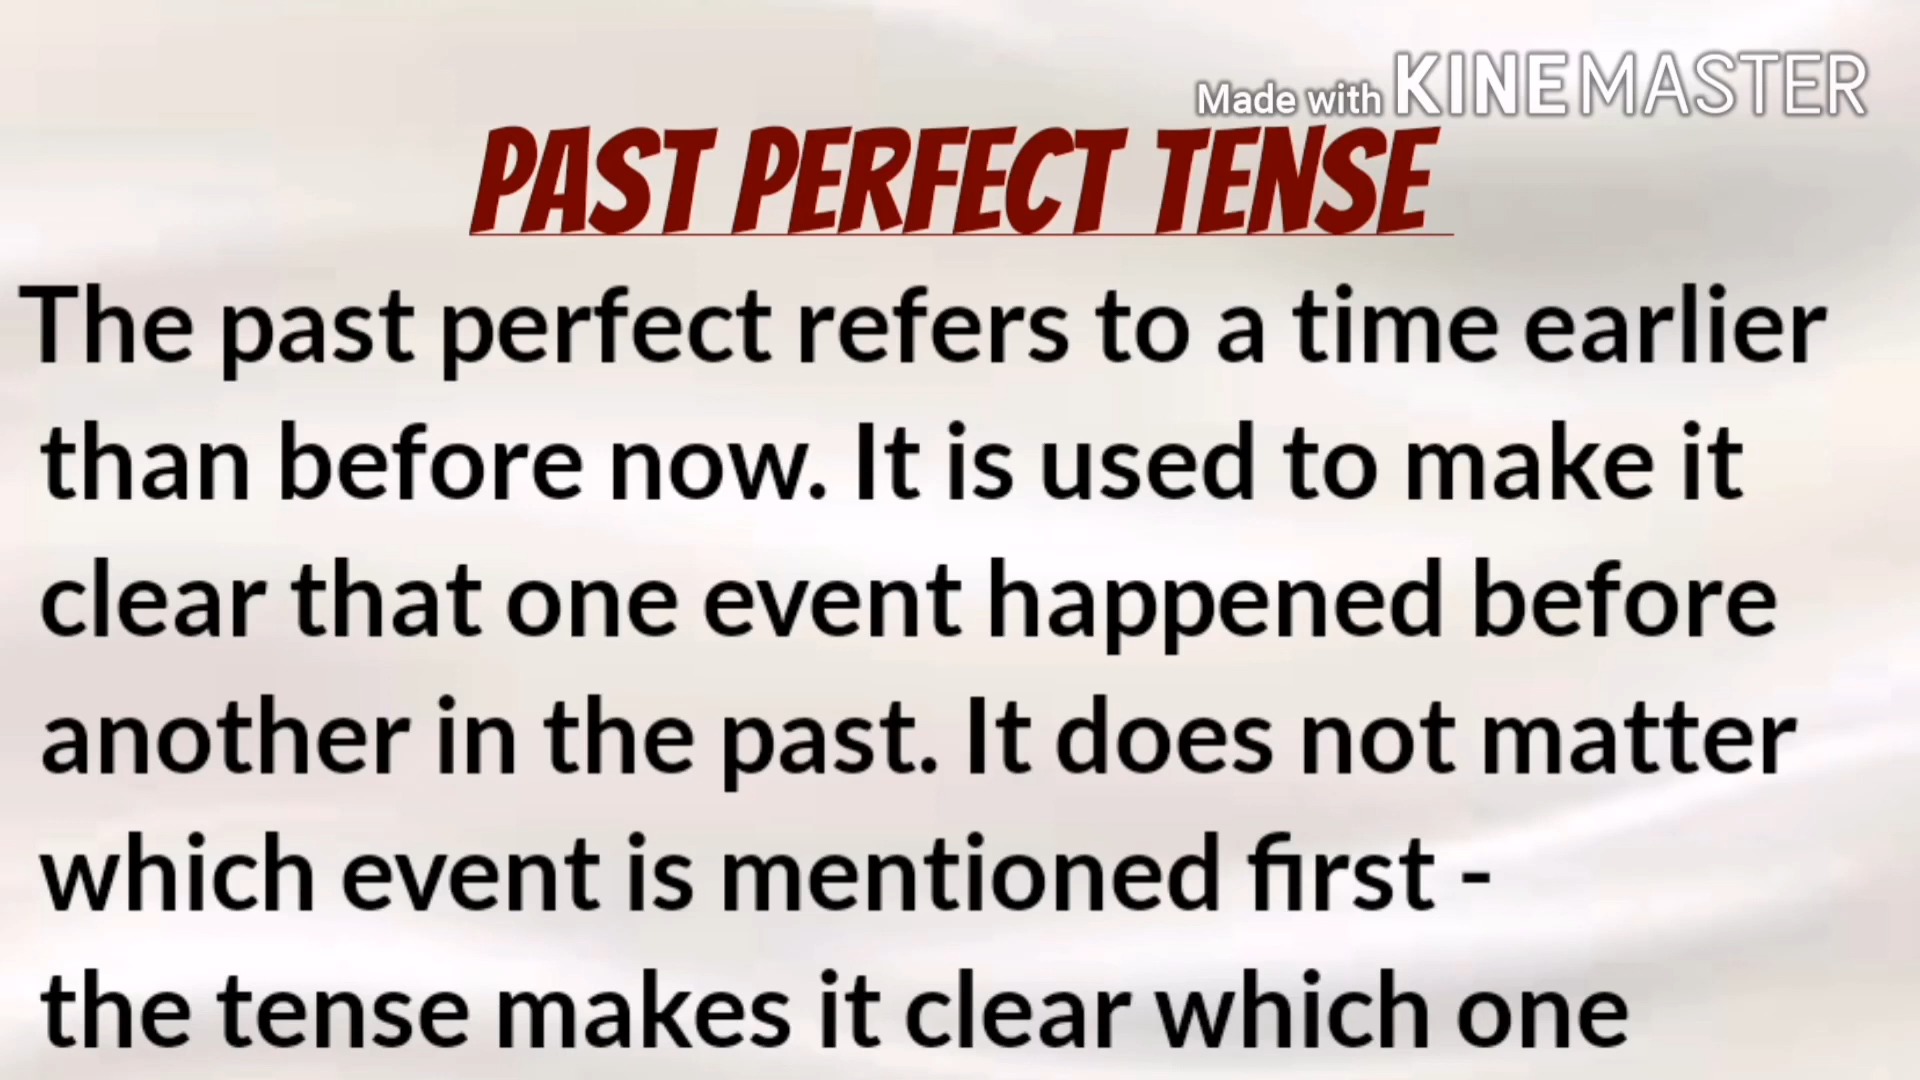 Made with KINEMASTER
PAST PERFECT TENSE
The past perfect refers to a time earlier
than before now. It is used to make it
clear that one event happened before
another in the past. It does not matter
which event is mentioned first -
the tense makes it clear which one